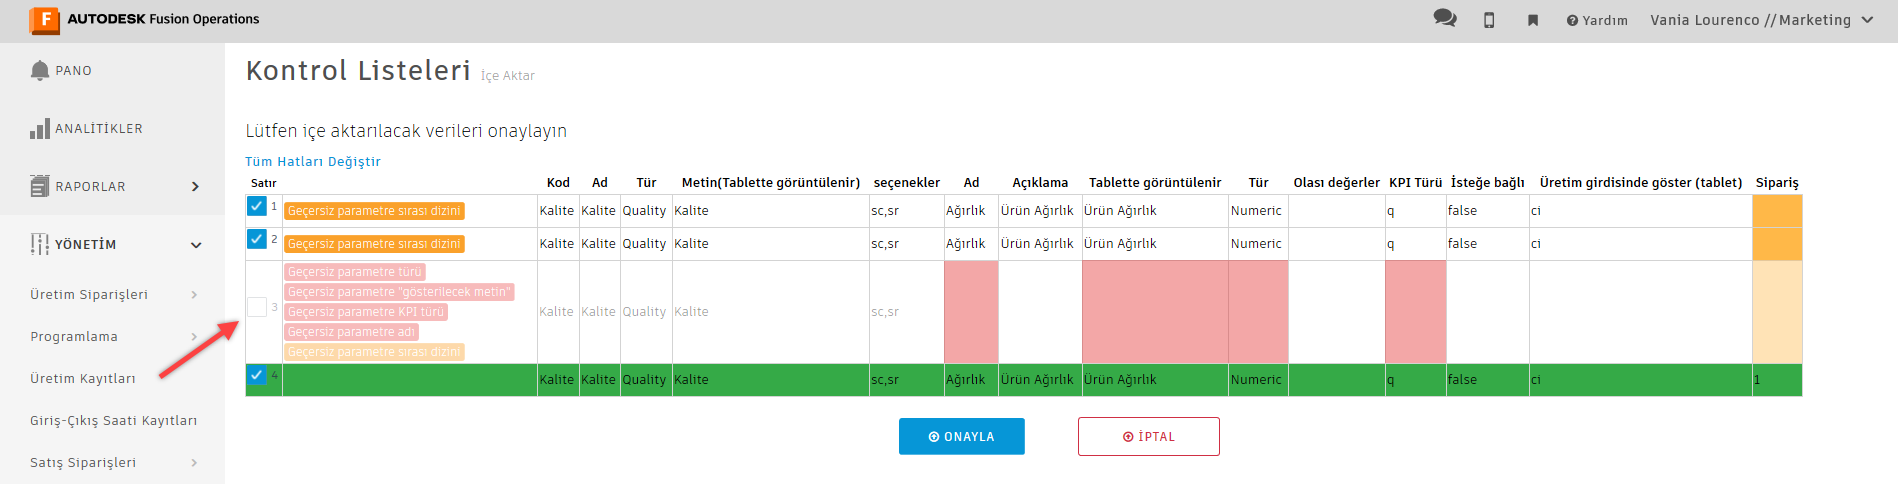 AUTODESK Fusion Operations
Yardım
Vania Lourenco // Marketing
PANO
ANALİTİKLER
RAPORLAR
YÖNETİM
Üretim Siparişleri
Programlama
Üretim Kayıtları
Giriş-Çıkış Saati Kayıtları
Satış Siparişleri
Kontrol Listeleri İçe Aktar
Lütfen içe aktarılacak verileri onaylayın
Tüm Hatları Değiştir
Satır Kod Ad Tür Metin(Tablette görüntülenir) seçenekler Ad Açıklama Tablette görüntülenir Tür Olası değerler KPI Türü İsteğe bağlı Üretim girdisinde göster (tablet) Sipariş
1 Geçersiz parametre sırası dizini Kalite Kalite Quality Kalite sc,sr Ağırlık Ürün Ağırlık Ürün Ağırlık Numeric q false ci
2 Geçersiz parametre sırası dizini Kalite Kalite Quality Kalite sc,sr Ağırlık Ürün Ağırlık Ürün Ağırlık Numeric q false ci
Geçersiz parametre türü
Geçersiz parametre "gösterilecek metin"
3 Geçersiz parametre KPI türü Kalite Kalite Quality Kalite sc,sr
Geçersiz parametre adı
Geçersiz parametre sırası dizini
4 Kalite Kalite Quality Kalite sc,sr Ağırlık Ürün Ağırlık Ürün Ağırlık Numeric q false ci 1
ONAYLA
İPTAL